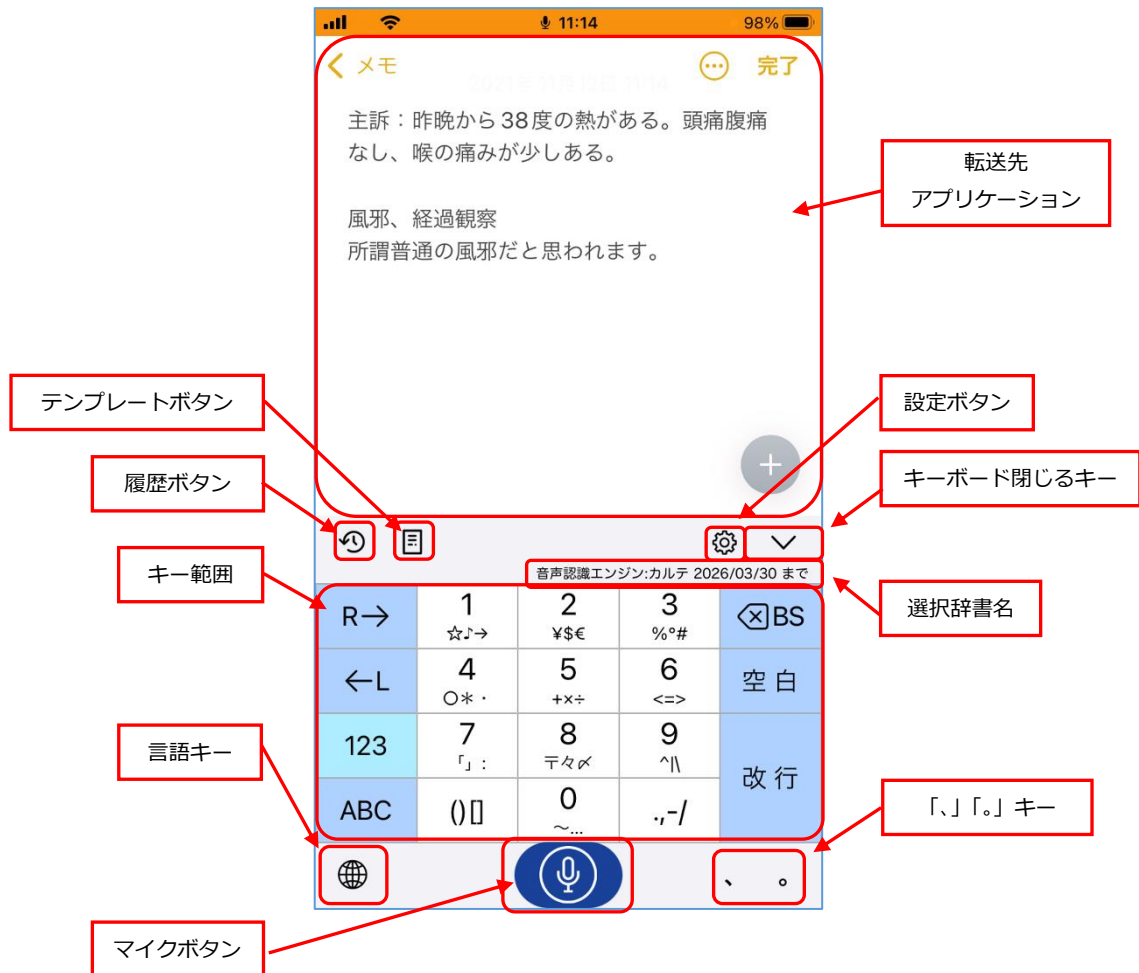 11:14
98%
メモ
完了
主訴：昨晩から38度の熱がある。頭痛腹痛
なし、喉の痛みが少しある。
風邪、経過観察
所謂普通の風邪だと思われます。
転送先
アプリケーション
テンプレートボタン
設定ボタン
履歴ボタン
キーボード閉じるキー
キー範囲
音声認識エンジン:カルテ 2026/03/30 まで
選択辞書名
R→
1
☆♪→
2
¥$€
3
%°#
BS
←L
4
○＊・
5
+×÷
6
<=>
空白
言語キー
123
7
「」:
8
〒々〆
9
^|\
改行
ABC
()[]
0
～…
.,-/
「、」「。」キー
、 。
マイクボタン